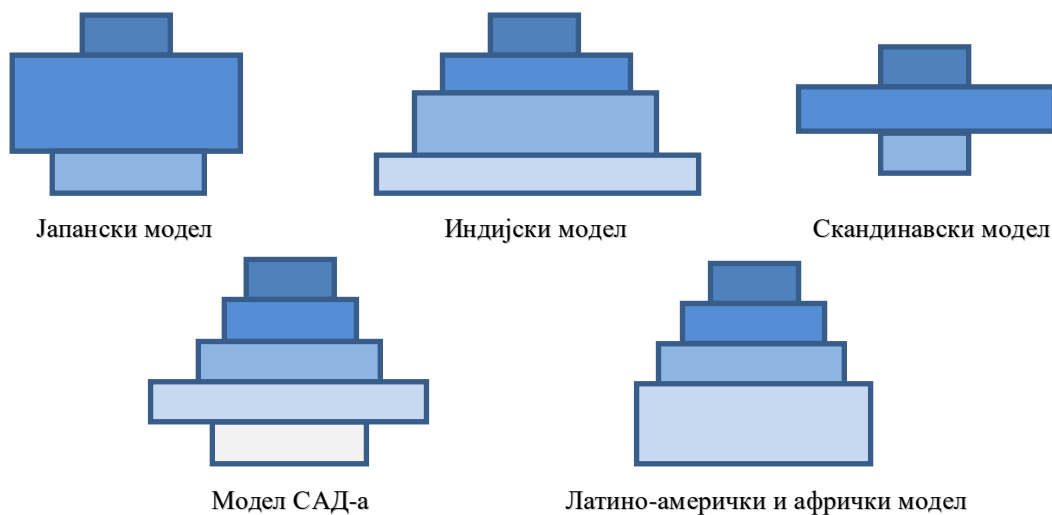 Јапански модел
Индијски модел
Скандинавски модел
Модел САД-а
Латино-амерички и афрички модел